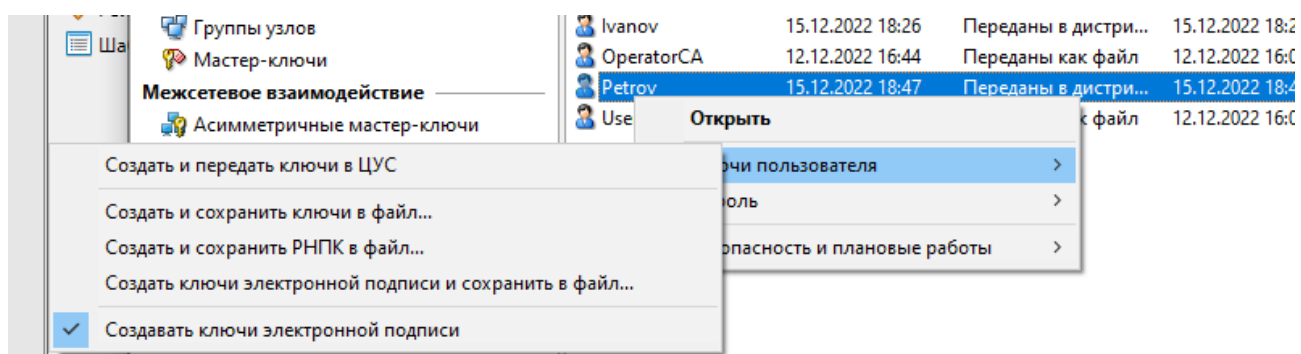 Группы узлов
Ivanov 15.12.2022 18:26 Переданы в дистри... 15.12.2022 18:2
Ша
Мастер-ключи
OperatorCA 12.12.2022 16:44 Переданы как файл 12.12.2022 16:0
Межсетевое взаимодействие
Petrov 15.12.2022 18:47 Переданы в дистри... 15.12.2022 18:4
Асимметричные мастер-ключи
Use
к файл 12.12.2022 16:0
Открыть
Создать и передать ключи в ЦУС
Создать и сохранить ключи в файл...
Создать и сохранить РНПК в файл...
Создать ключи электронной подписи и сохранить в файл...
Создавать ключи электронной подписи
чи пользователя
оль
опасность и плановые работы